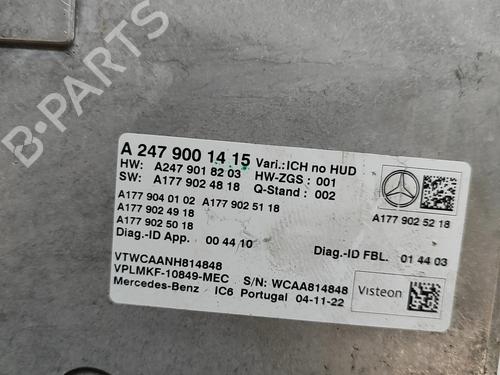 B-PARTS
A 247 900 14 15 Vari.:ICH no HUD
HW: A247 901 82 03 HW-ZGS : 001
SW: A177 902 48 18 Q-Stand : 002
A177 904 01 02 A177 902 51 18
A177 902 49 18
A177 902 50 18
A177 902 52 18
Diag.-ID App. 00 44 10
Diag.-ID FBL. 01 44 03
VTWCAANH814848
VPLMKF-10849-MEC S/N: WCAA814848
Mercedes-Benz IC6 Portugal 04-11-22
Visteon